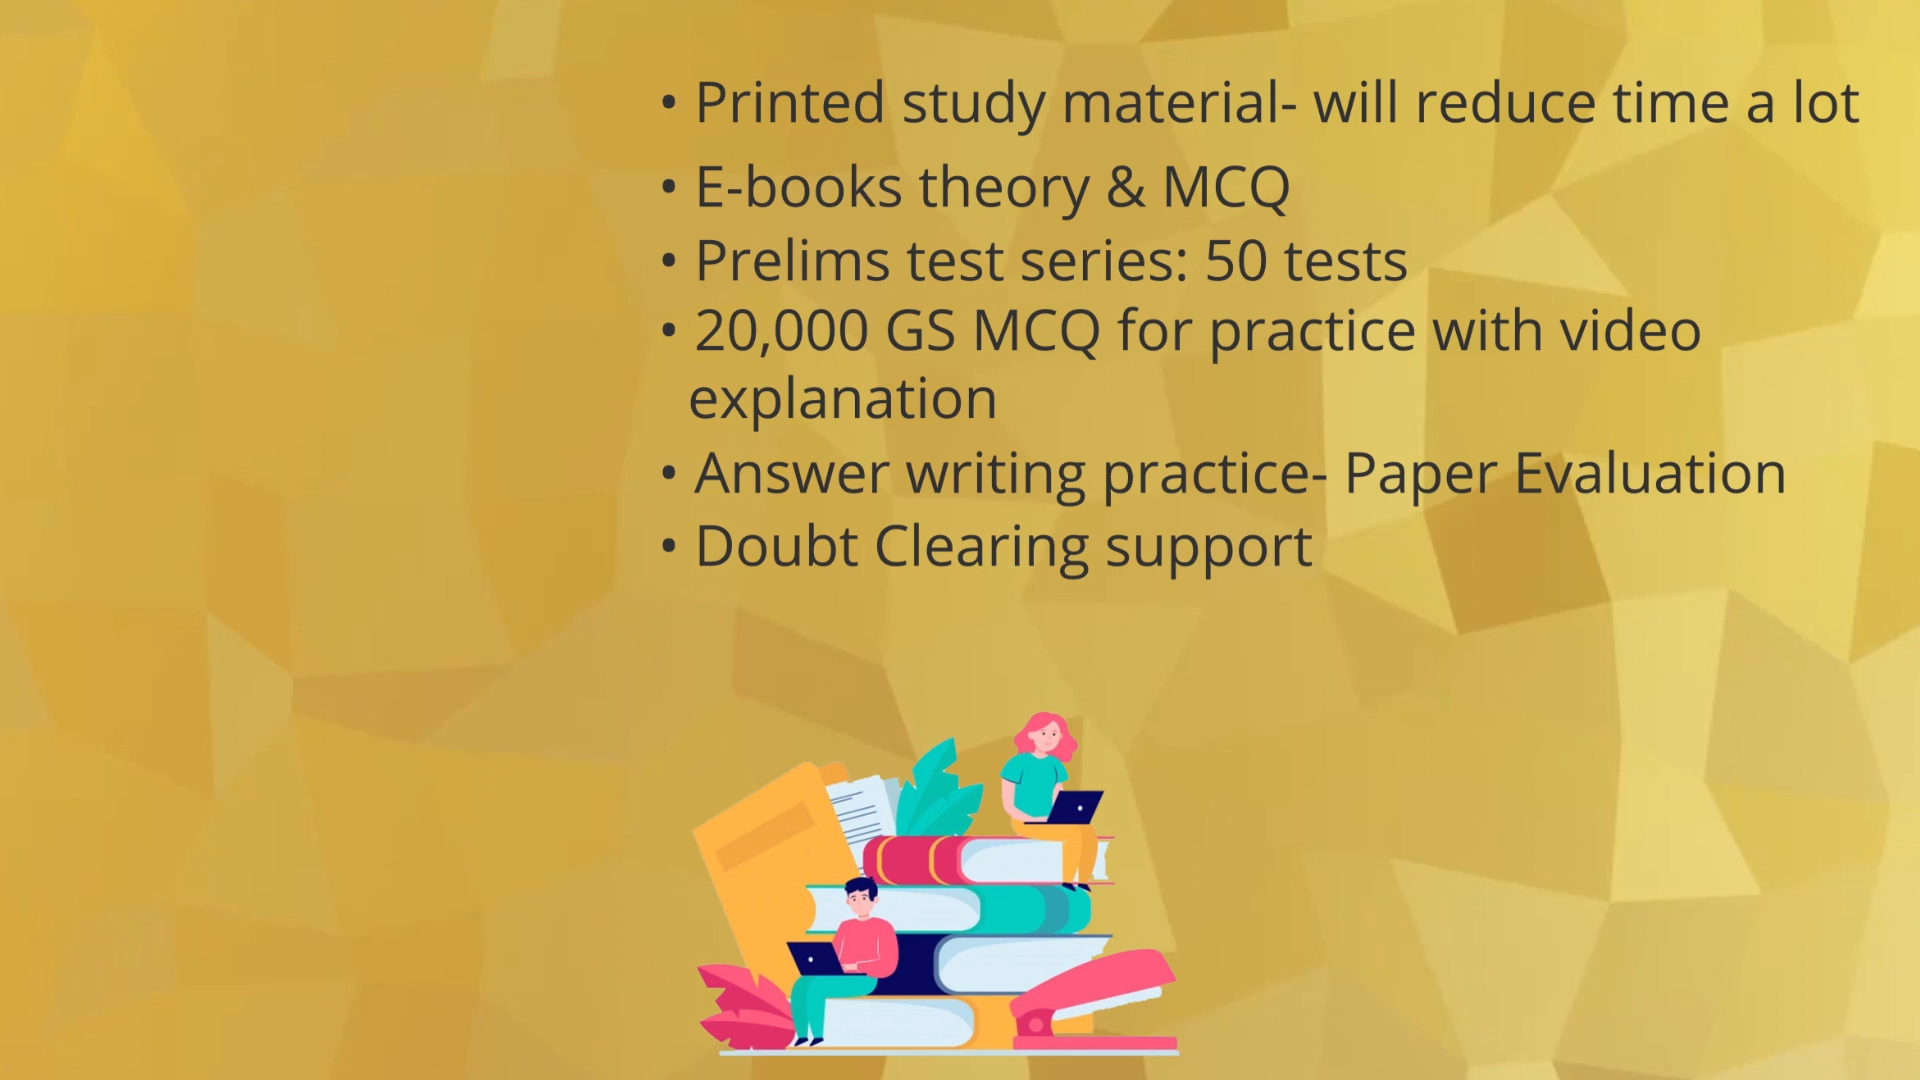 • Printed study material- will reduce time a lot
• E-books theory & MCQ
• Prelims test series: 50 tests
• 20,000 GS MCQ for practice with video
explanation
• Answer writing practice- Paper Evaluation
• Doubt Clearing support